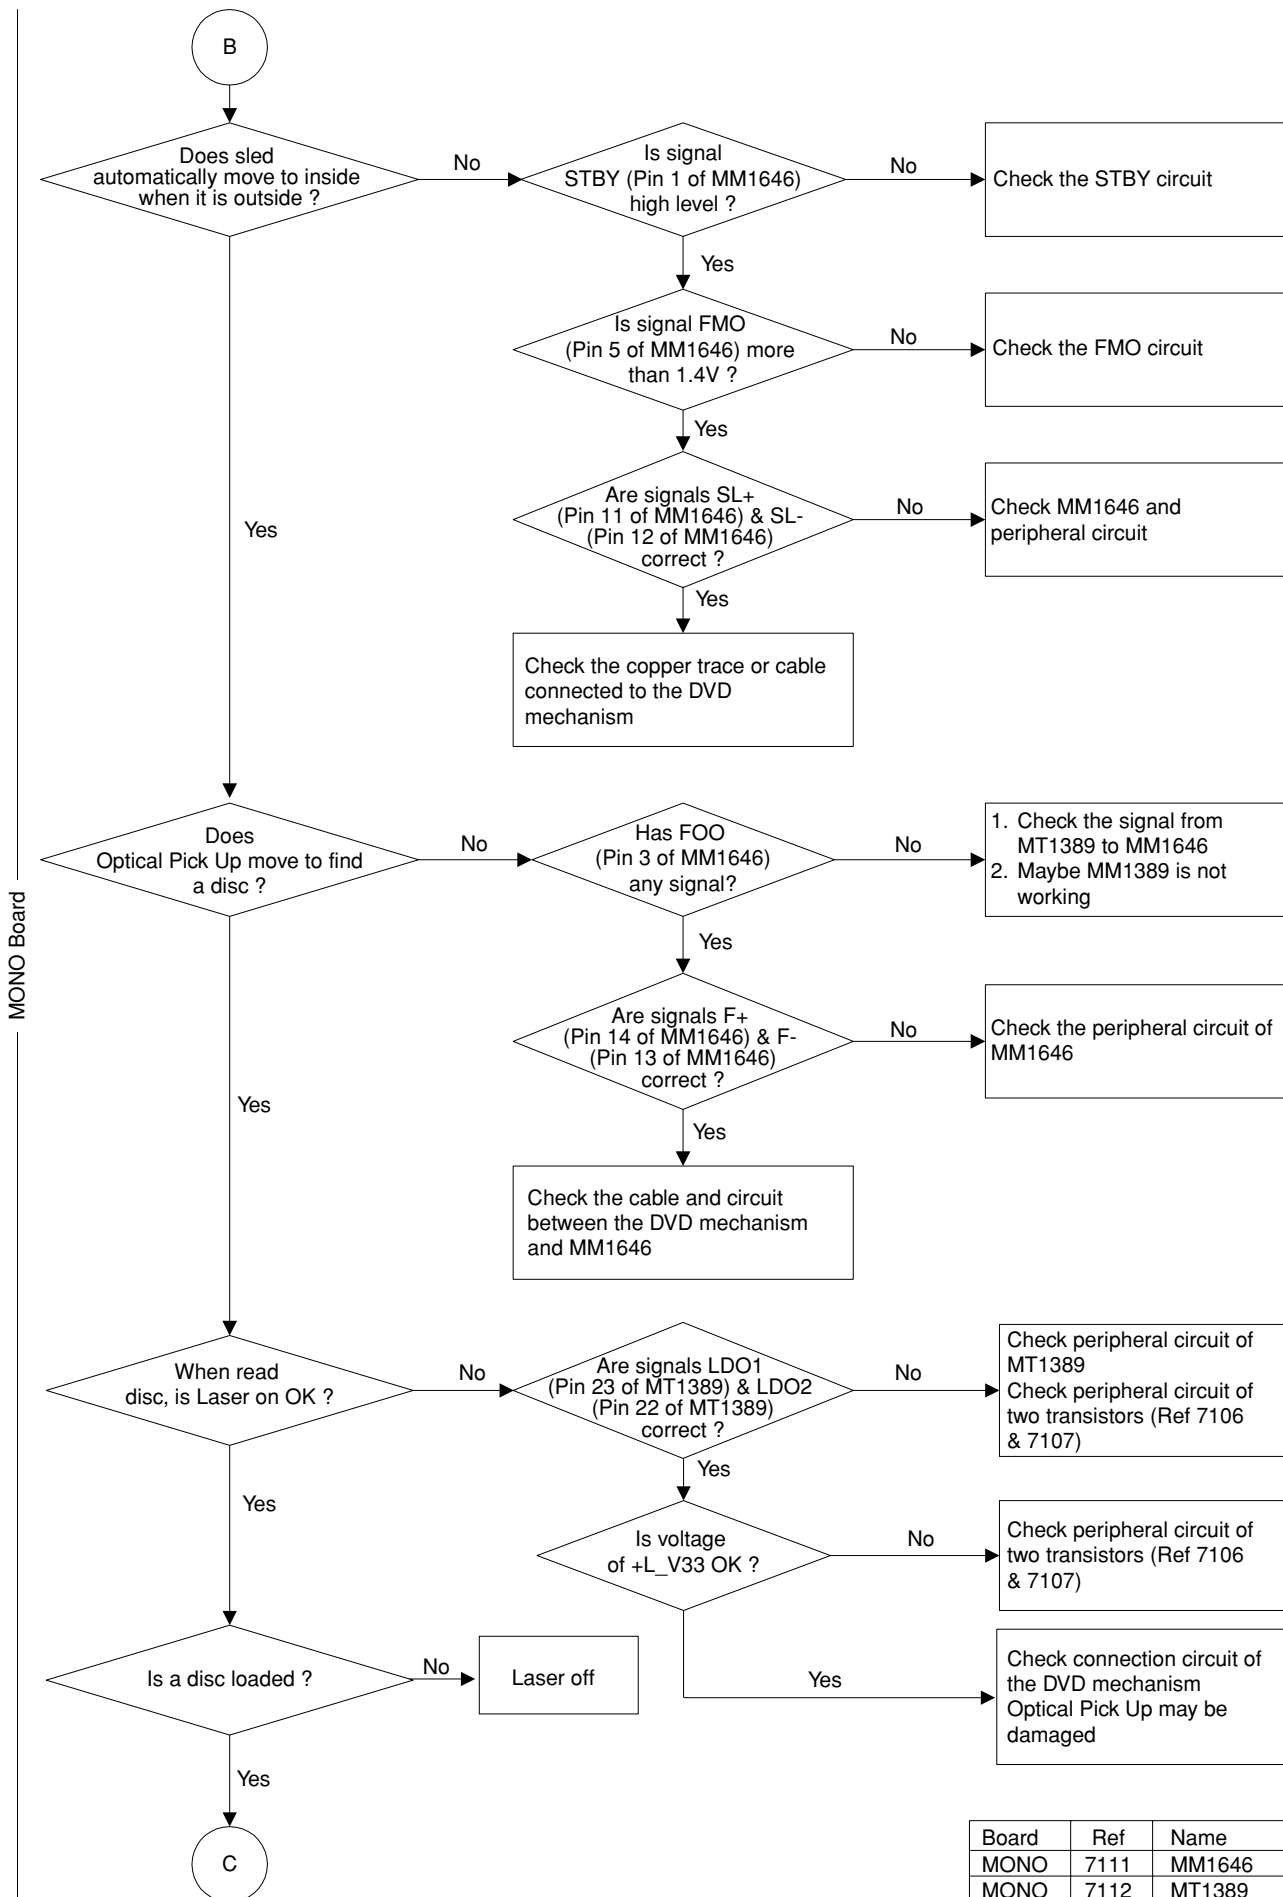 B
Does sled
automatically move to inside
when it is outside ?
No
Is signal
STBY (Pin 1 of MM1646)
high level ?
No
Check the STBY circuit
Yes
Is signal FMO
(Pin 5 of MM1646) more
than 1.4V ?
No
Check the FMO circuit
Yes
Are signals SL+
(Pin 11 of MM1646) & SL-
(Pin 12 of MM1646)
correct ?
No
Check MM1646 and
peripheral circuit
Yes
Yes
Check the copper trace or cable
connected to the DVD
mechanism
Does
Optical Pick Up move to find
a disc ?
No
Has FOO
(Pin 3 of MM1646)
any signal?
No
1. Check the signal from
MT1389 to MM1646
2. Maybe MM1389 is not
working
MONO Board
Yes
Are signals F+
(Pin 14 of MM1646) & F-
(Pin 13 of MM1646)
correct ?
No
Check the peripheral circuit of
MM1646
Yes
Yes
Check the cable and circuit
between the DVD mechanism
and MM1646
When read
disc, is Laser on OK ?
No
Are signals LDO1
(Pin 23 of MT1389) & LDO2
(Pin 22 of MT1389)
correct ?
No
Check peripheral circuit of
MT1389
Check peripheral circuit of
two transistors (Ref 7106
& 7107)
Yes
Yes
Is voltage
of +L_V33 OK ?
No
Check peripheral circuit of
two transistors (Ref 7106
& 7107)
Is a disc loaded ?
No
Laser off
Yes
Check connection circuit of
the DVD mechanism
Optical Pick Up may be
damaged
Yes
C
Board Ref Name
MONO 7111 MM1646
MONO 7112 MT1389